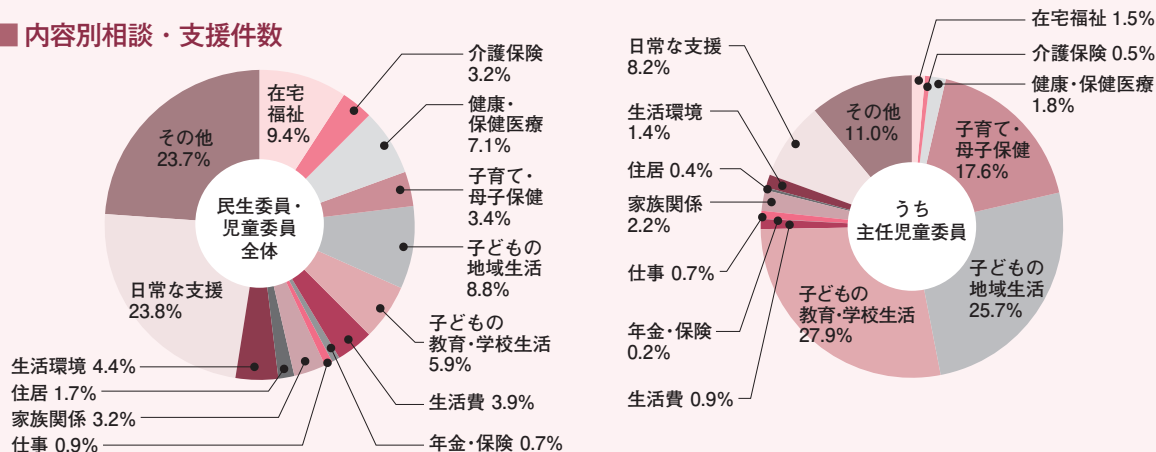 内容別相談・支援件数
在宅
福祉
9.4%
介護保険
3.2%
健康・
保健医療
7.1%
子育て・
母子保健
3.4%
子どもの
地域生活
8.8%
子どもの
教育・学校生活
5.9%
生活費 3.9%
年金・保険 0.7%
仕事 0.9%
家族関係 3.2%
住居 1.7%
生活環境 4.4%
日常な支援
23.8%
その他
23.7%
民生委員・
児童委員
全体
在宅福祉 1.5%
介護保険 0.5%
健康・保健医療
1.8%
子育て・
母子保健
17.6%
子どもの
地域生活
25.7%
子どもの
教育・学校生活
27.9%
生活費 0.9%
年金・保険
0.2%
仕事 0.7%
家族関係
2.2%
住居 0.4%
生活環境
1.4%
日常な支援
8.2%
その他
11.0%
うち
主任児童委員